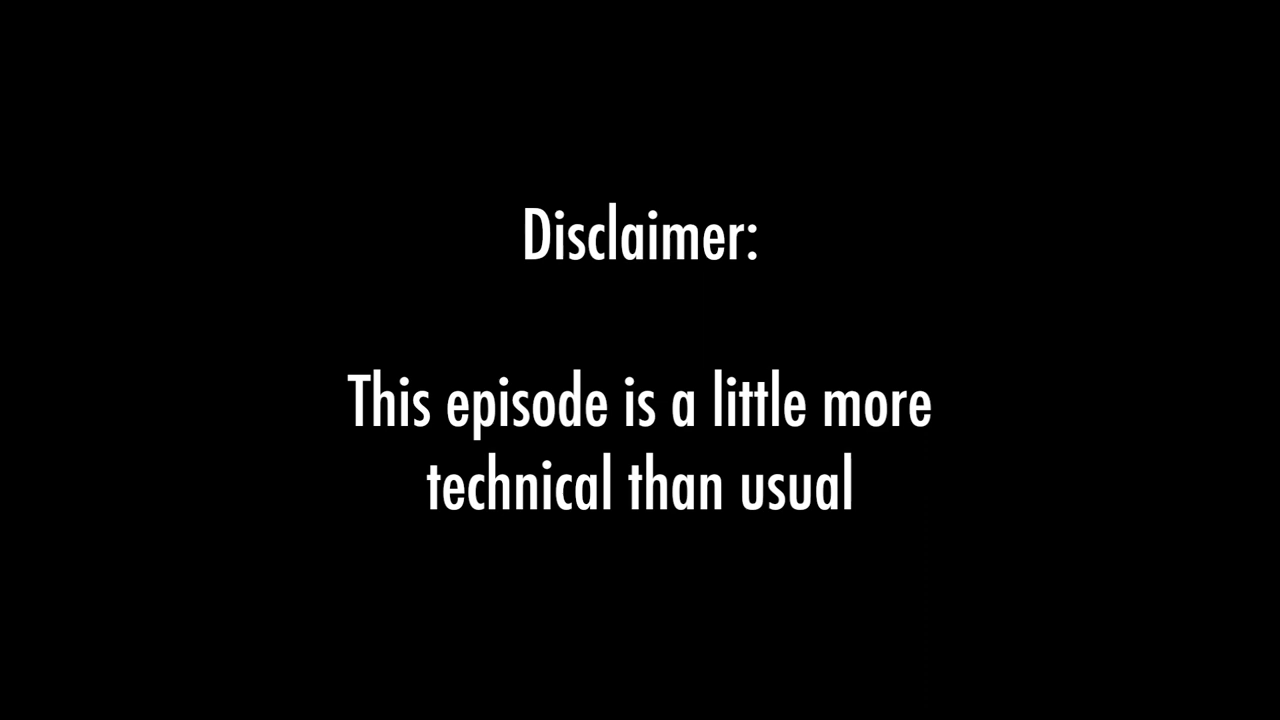 Disclaimer:
This episode is a little more
technical than usual